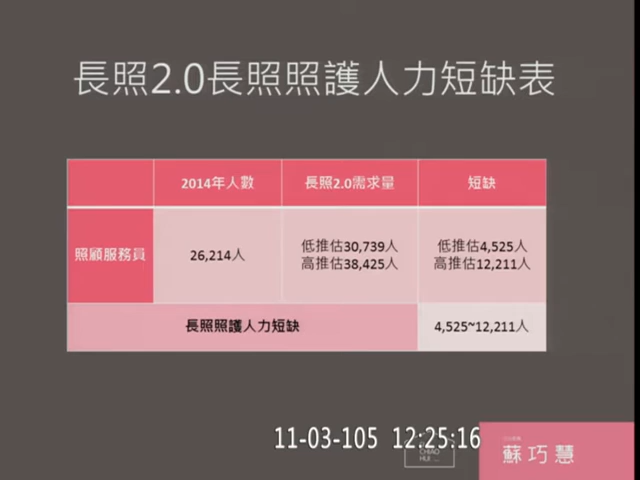 長照2.0長照照護人力短缺表
2014年人數 長照2.0需求量 短缺
照顧服務員 26,214人 低推估30,739人 低推估4,525人
高推估38,425人 高推估12,211人
長照照護人力短缺 4,525~12,211人
11-03-105 12:25:16
CHIAO
HUI
蘇巧慧